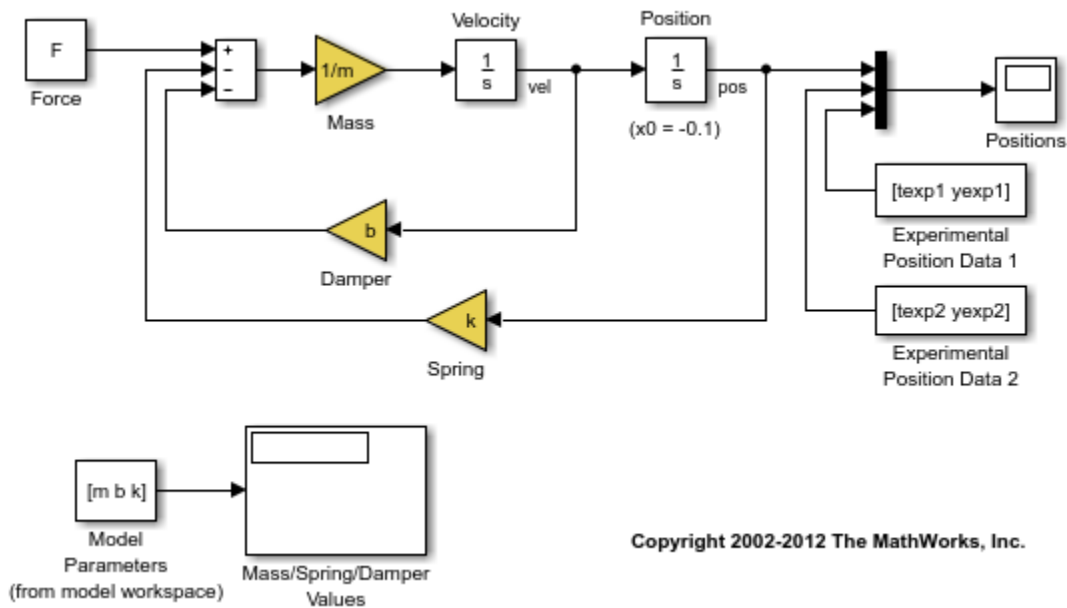 F
Force
+
−
−
1/m
Mass
Velocity
1
s
vel
Position
1
s
pos
(x0 = -0.1)
Positions
b
Damper
k
Spring
[texp1 yexp1]
Experimental
Position Data 1
[texp2 yexp2]
Experimental
Position Data 2
[m b k]
Model
Parameters
(from model workspace)
Mass/Spring/Damper
Values
Copyright 2002-2012 The MathWorks, Inc.